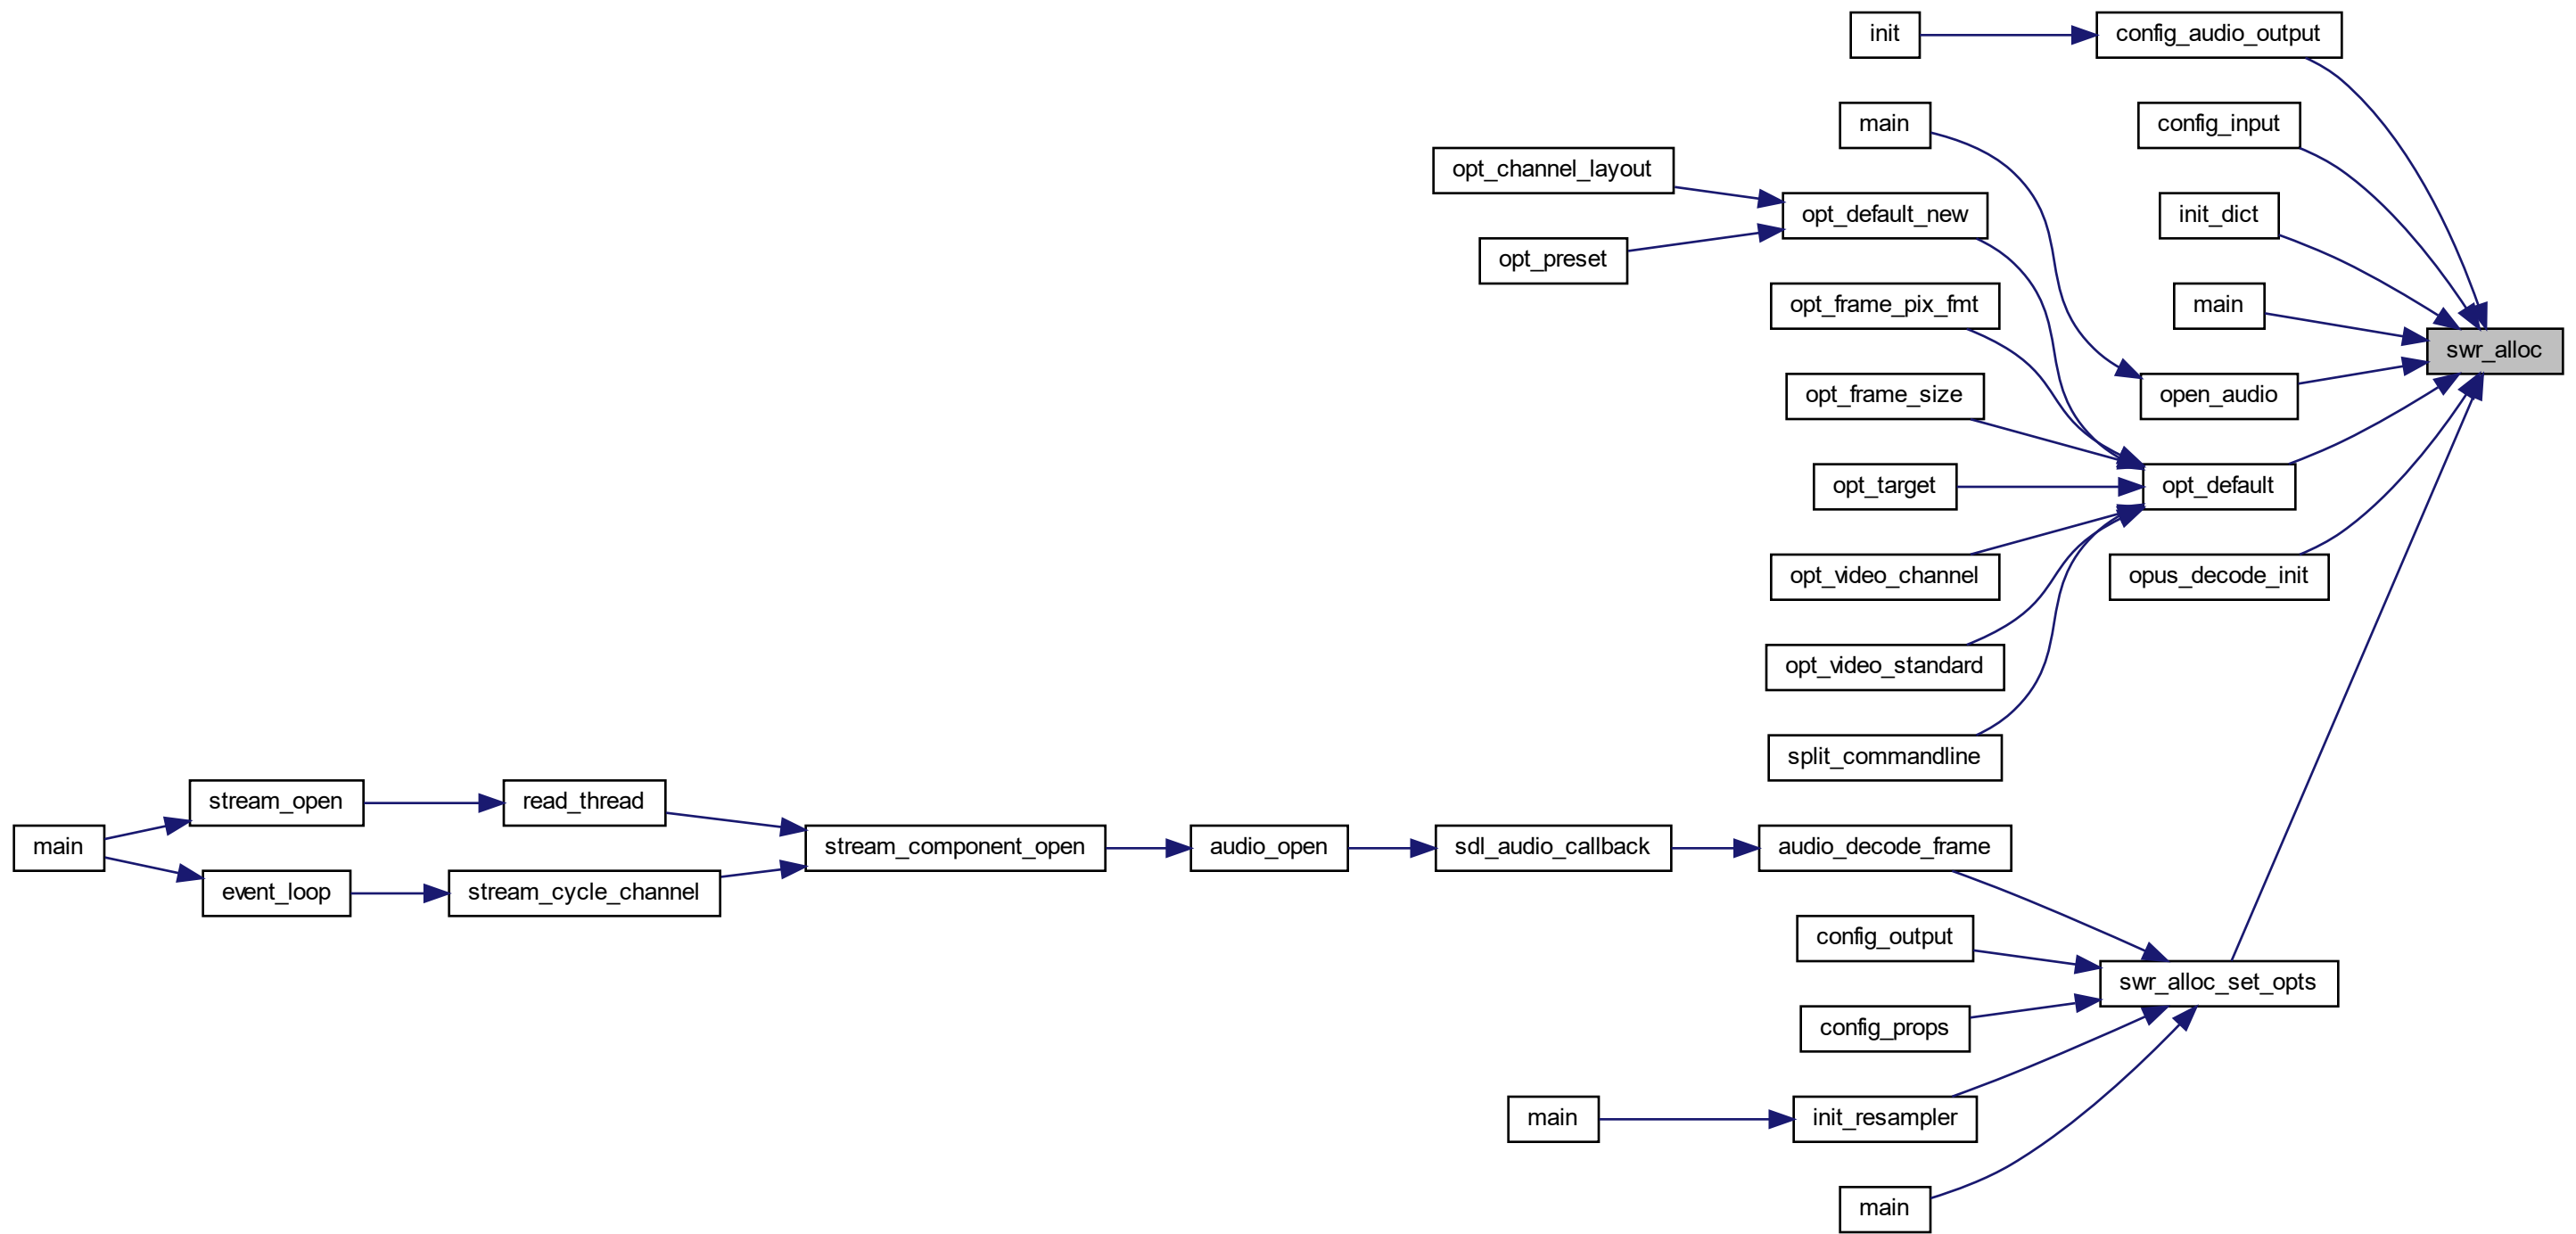 init
config_audio_output
main
config_input
opt_channel_layout
opt_default_new
init_dict
opt_preset
opt_frame_pix_fmt
main
swr_alloc
opt_frame_size
open_audio
opt_target
opt_default
opt_video_channel
opus_decode_init
opt_video_standard
split_commandline
stream_open
read_thread
main
stream_component_open
audio_open
sdl_audio_callback
audio_decode_frame
event_loop
stream_cycle_channel
config_output
swr_alloc_set_opts
config_props
main
init_resampler
main